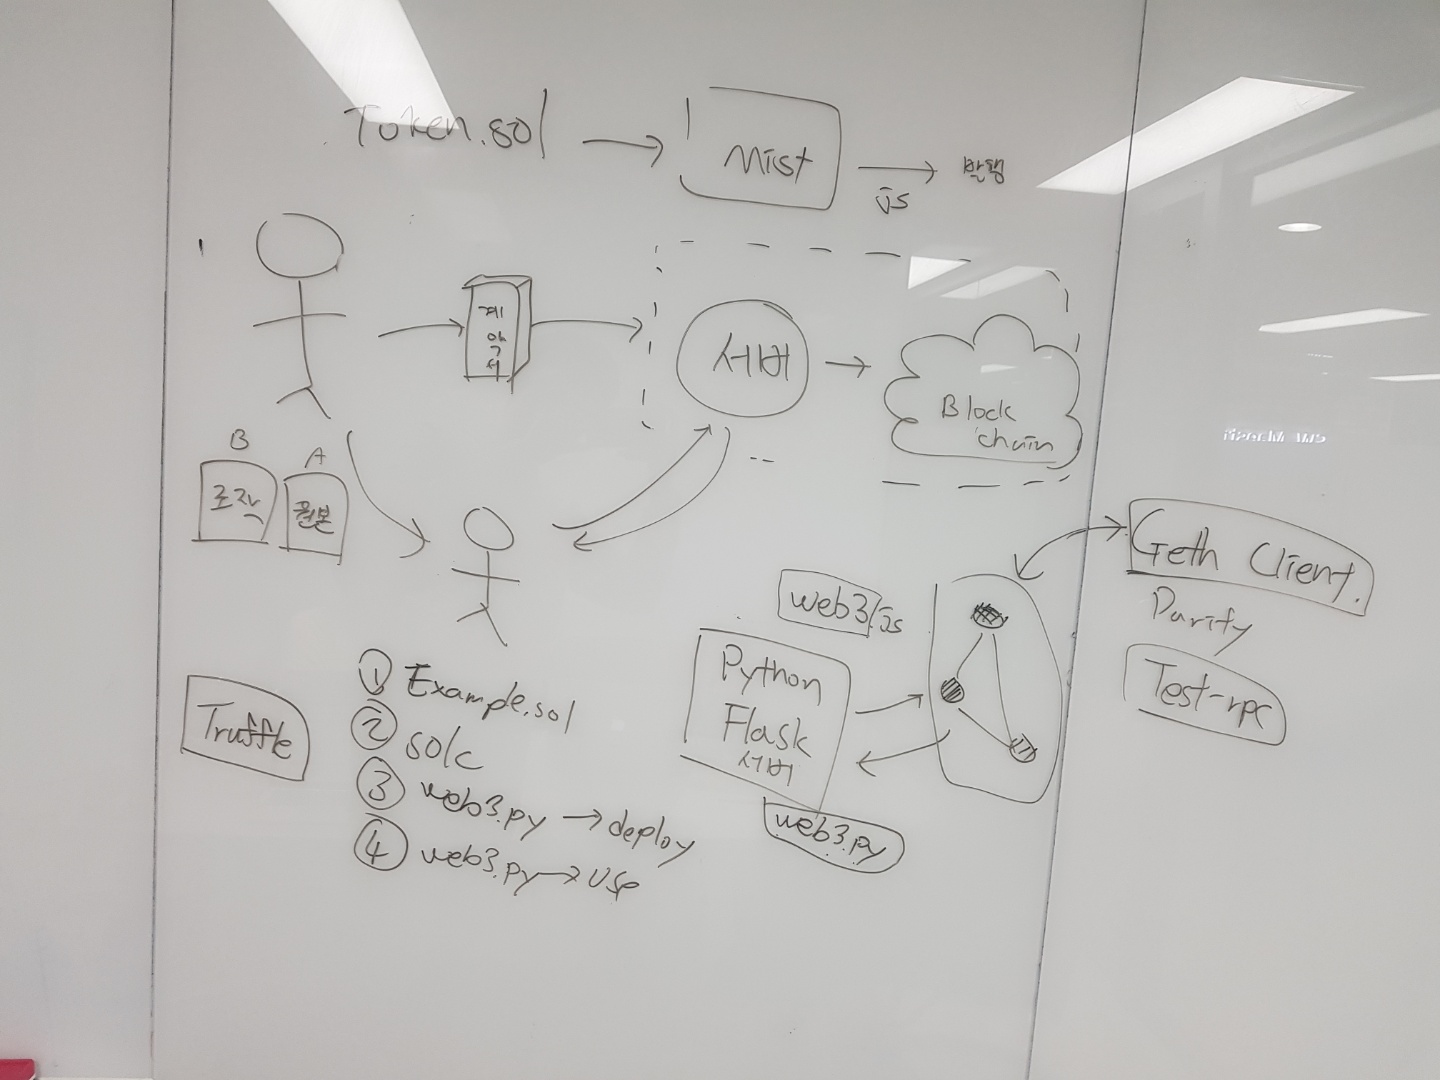 Token.sol
Mist
js
발행
계
약
서
서버
Block
chain
B
A
조작
원본
Geth Client.
Parity
Test-rpc
web3/js
Python
Flask
서버
web3.py
Truffle
① Example.sol
② solc
③ web3.py → deploy
④ web3.py → use